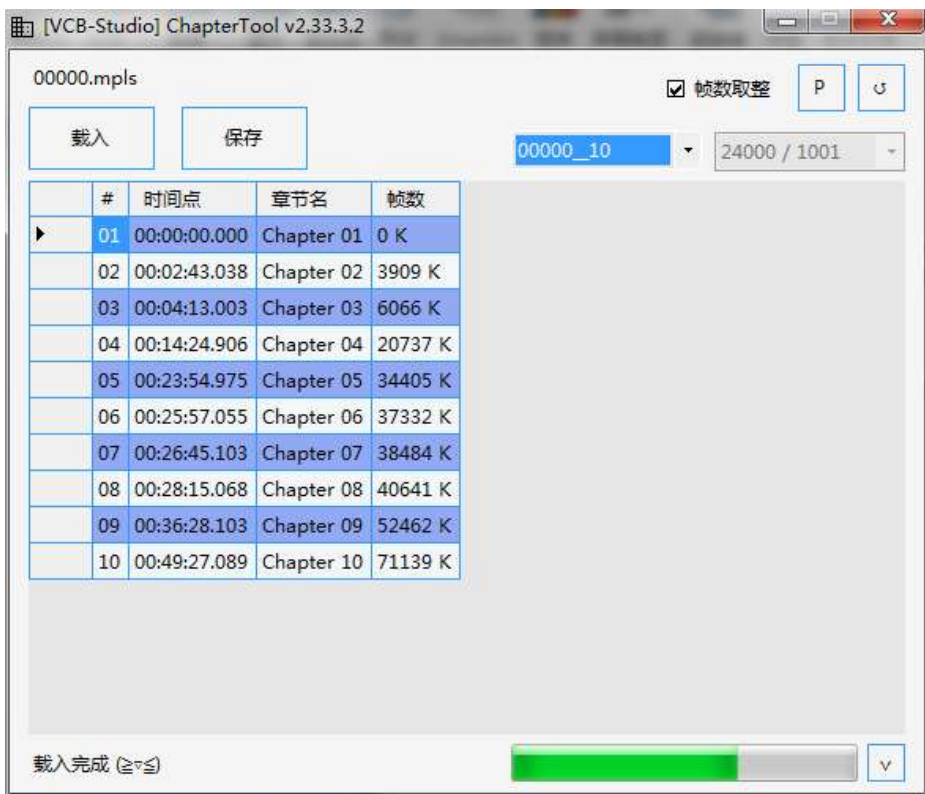 [VCB-Studio] ChapterTool v2.33.3.2
00000.mpls
帧数取整 P ↺
载入 保存
00000__10 24000 / 1001
# 时间点 章节名 帧数
01 00:00:00.000 Chapter 01 0 K
02 00:02:43.038 Chapter 02 3909 K
03 00:04:13.003 Chapter 03 6066 K
04 00:14:24.906 Chapter 04 20737 K
05 00:23:54.975 Chapter 05 34405 K
06 00:25:57.055 Chapter 06 37332 K
07 00:26:45.103 Chapter 07 38484 K
08 00:28:15.068 Chapter 08 40641 K
09 00:36:28.103 Chapter 09 52462 K
10 00:49:27.089 Chapter 10 71139 K
载入完成 (≧▽≦)
∨